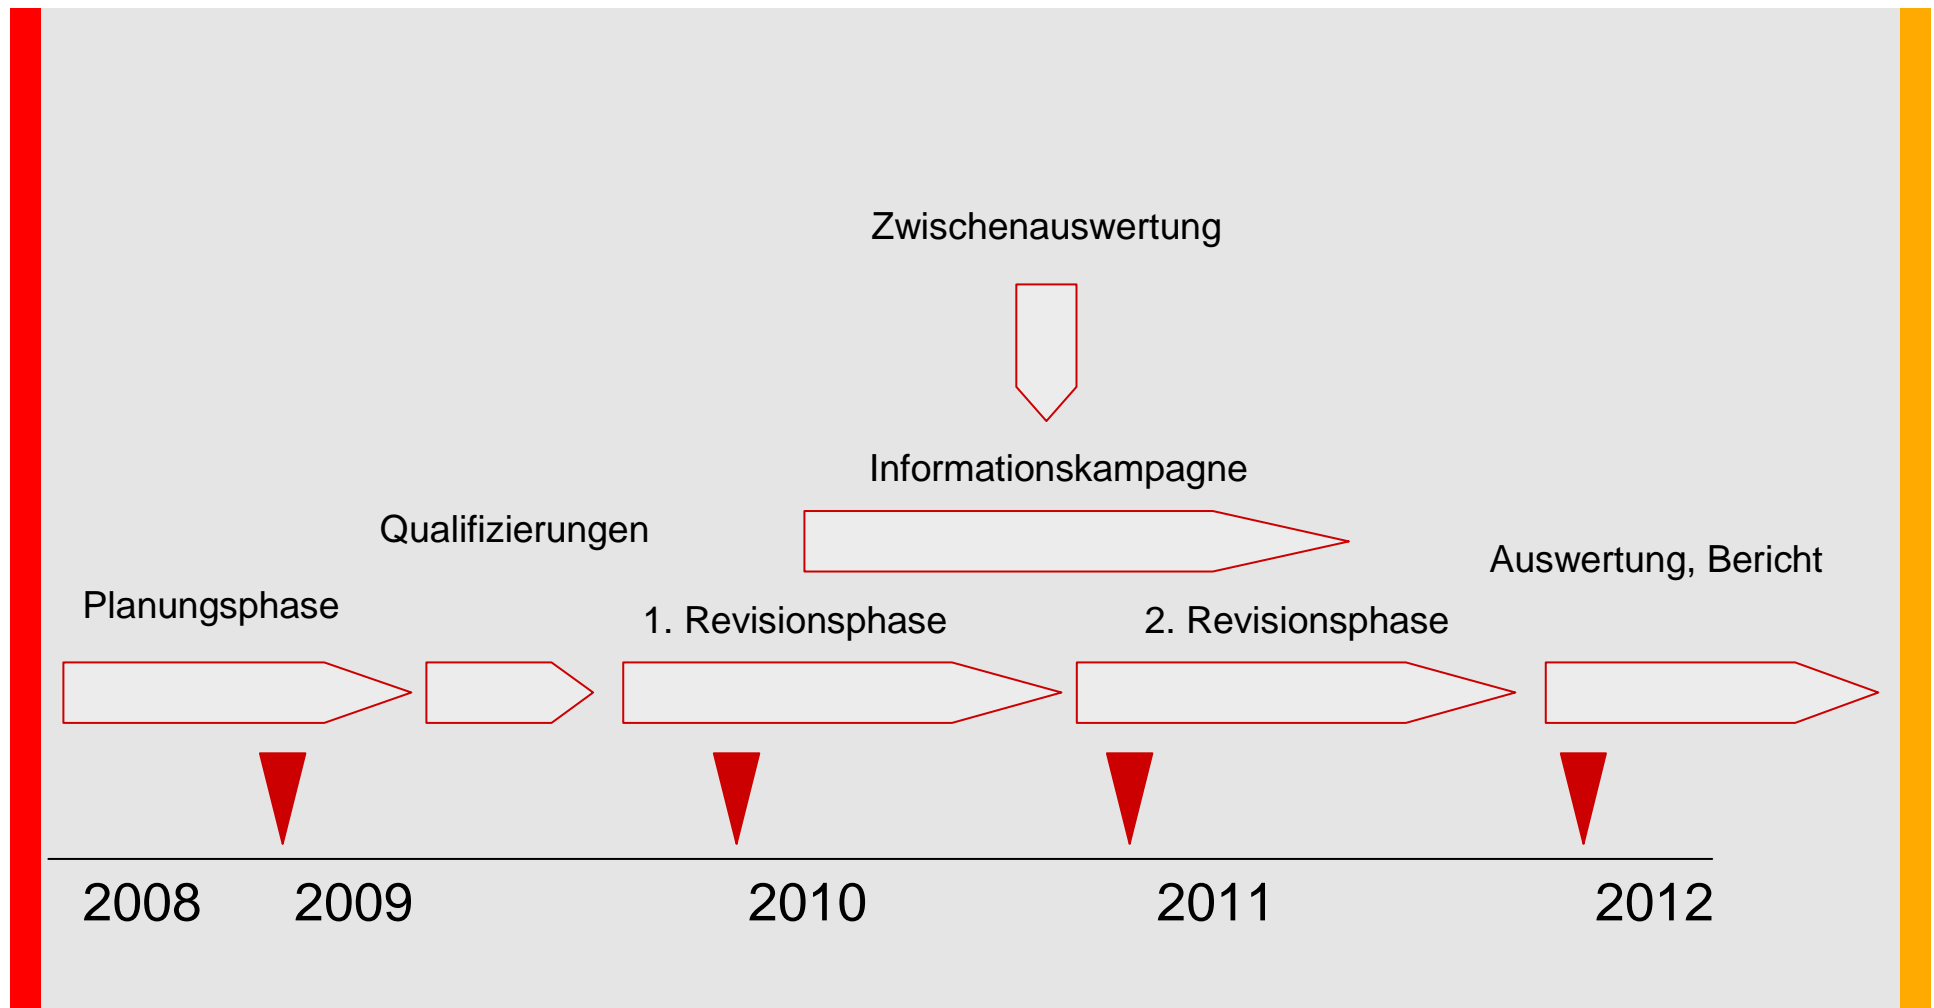 Zwischenauswertung
Informationskampagne
Qualifizierungen
Auswertung, Bericht
Planungsphase
1. Revisionsphase
2. Revisionsphase
2008
2009
2010
2011
2012